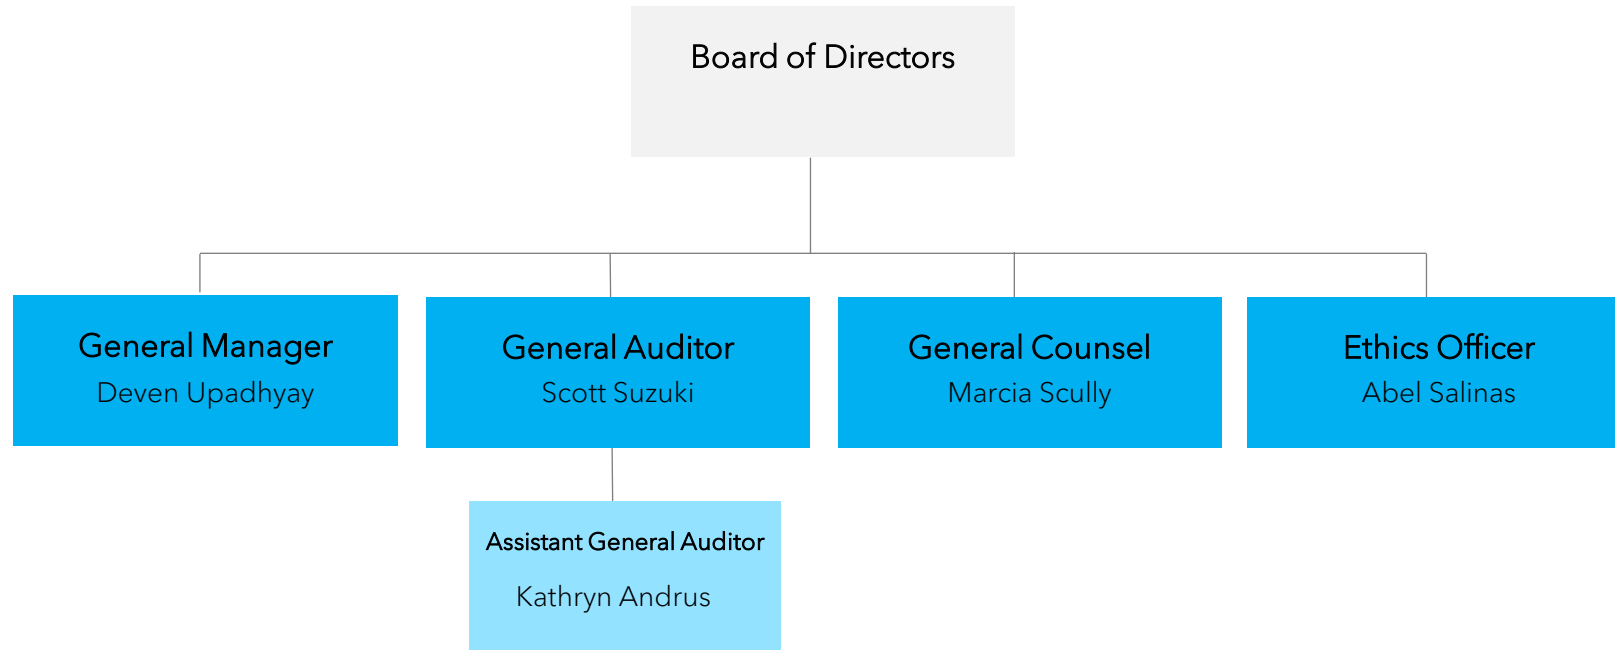 Board of Directors
General Manager
Deven Upadhyay
General Auditor
Scott Suzuki
General Counsel
Marcia Scully
Ethics Officer
Abel Salinas
Assistant General Auditor
Kathryn Andrus